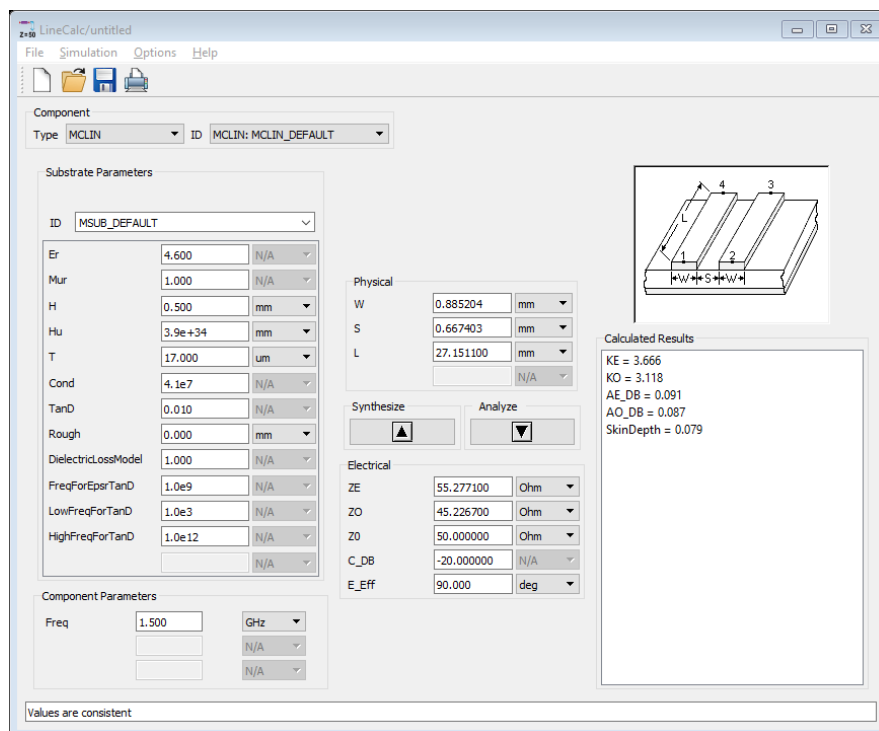 LineCalc/untitled
File Simulation Options Help
Component
Type MCLIN ID MCLIN: MCLIN_DEFAULT
Substrate Parameters
ID MSUB_DEFAULT
Er 4.600 N/A
Mur 1.000 N/A
H 0.500 mm
Hu 3.9e+34 mm
T 17.000 um
Cond 4.1e7 N/A
TanD 0.010 N/A
Rough 0.000 mm
DielectricLossModel 1.000 N/A
FreqForEpsrTanD 1.0e9 N/A
LowFreqForTanD 1.0e3 N/A
HighFreqForTanD 1.0e12 N/A
N/A
Component Parameters
Freq 1.500 GHz
N/A
N/A
Physical
W 0.885204 mm
S 0.667403 mm
L 27.151100 mm
N/A
Synthesize Analyze
Electrical
ZE 55.277100 Ohm
ZO 45.226700 Ohm
Z0 50.000000 Ohm
C_DB -20.000000 N/A
E_Eff 90.000 deg
4 3
L
1 2
W S W
Calculated Results
KE = 3.666
KO = 3.118
AE_DB = 0.091
AO_DB = 0.087
SkinDepth = 0.079
Values are consistent